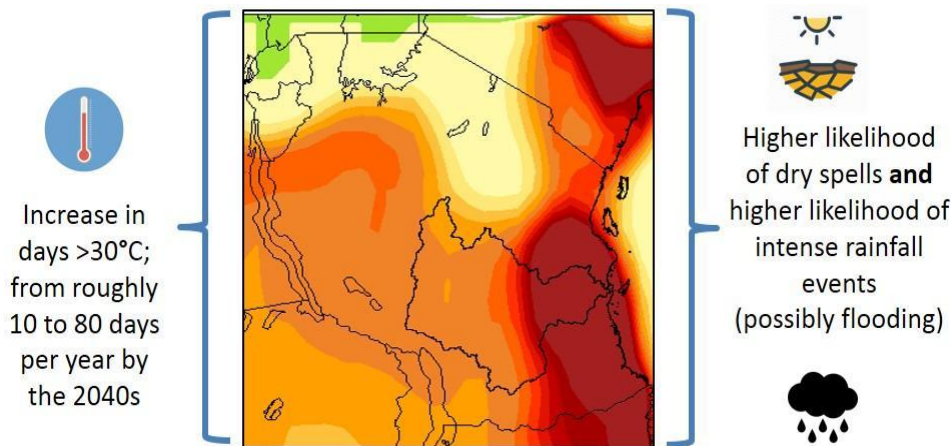 Increase in
days >30°C;
from roughly
10 to 80 days
per year by
the 2040s
Higher likelihood
of dry spells and
higher likelihood of
intense rainfall
events
(possibly flooding)